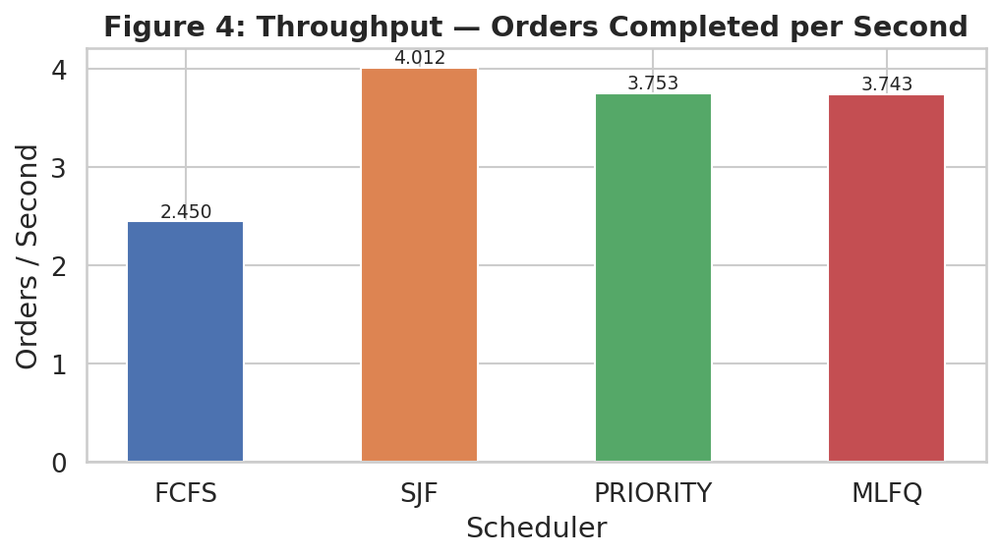 Figure 4: Throughput — Orders Completed per Second
Orders / Second
4
3
2
1
0
2.450
4.012
3.753
3.743
FCFS
SJF
PRIORITY
MLFQ
Scheduler